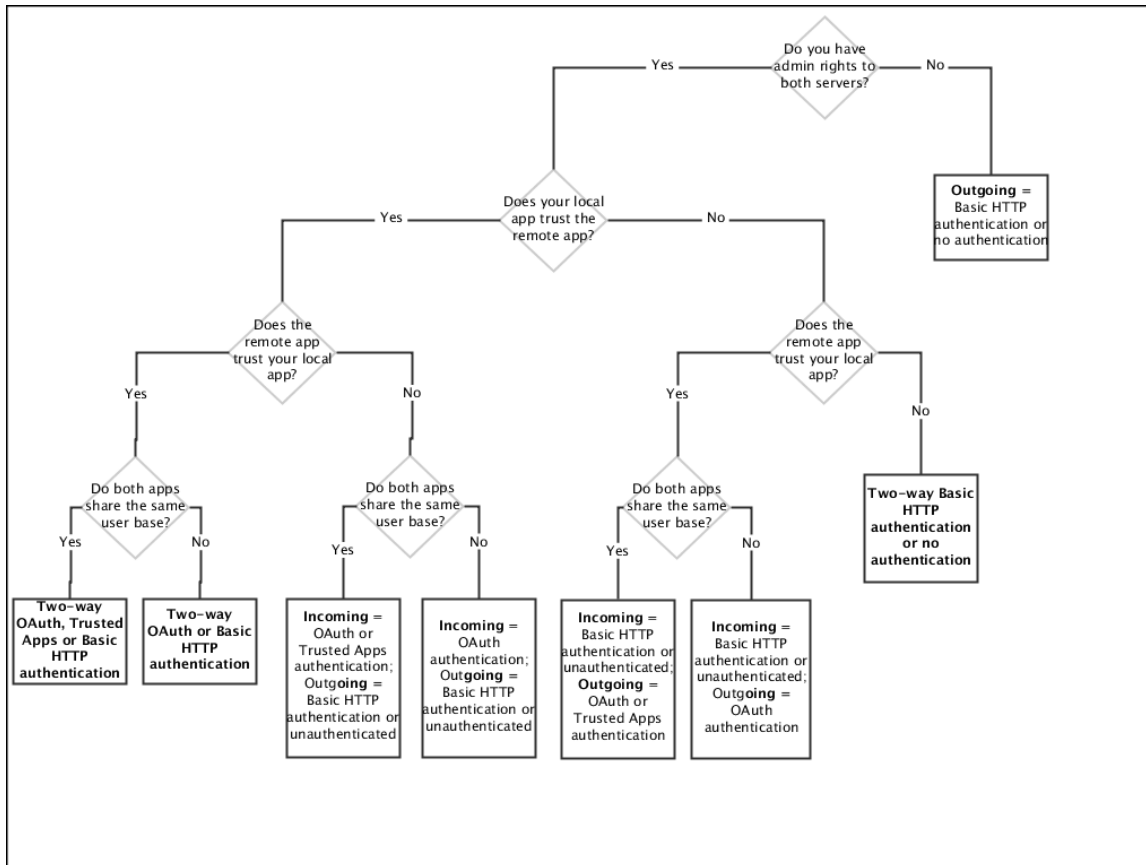 Do you have
admin rights to
both servers?
Yes
No
Outgoing =
Basic HTTP
authentication or
no authentication
Does your local
app trust the
remote app?
Yes
No
Does the
remote app
trust your local
app?
Yes
No
Does the
remote app
trust your local
app?
Yes
No
Do both apps
share the same
user base?
Yes
No
Do both apps
share the same
user base?
Yes
No
Do both apps
share the same
user base?
Yes
No
Two-way Basic
HTTP
authentication
or no
authentication
Two-way
OAuth, Trusted
Apps or Basic
HTTP
authentication
Two-way
OAuth or Basic
HTTP
authentication
Incoming =
OAuth or
Trusted Apps
authentication;
Outgoing =
Basic HTTP
authentication or
unauthenticated
Incoming =
OAuth
authentication;
Outgoing =
Basic HTTP
authentication or
unauthenticated
Incoming =
Basic HTTP
authentication or
unauthenticated;
Outgoing =
OAuth or
Trusted Apps
authentication
Incoming =
Basic HTTP
authentication or
unauthenticated;
Outgoing =
OAuth
authentication